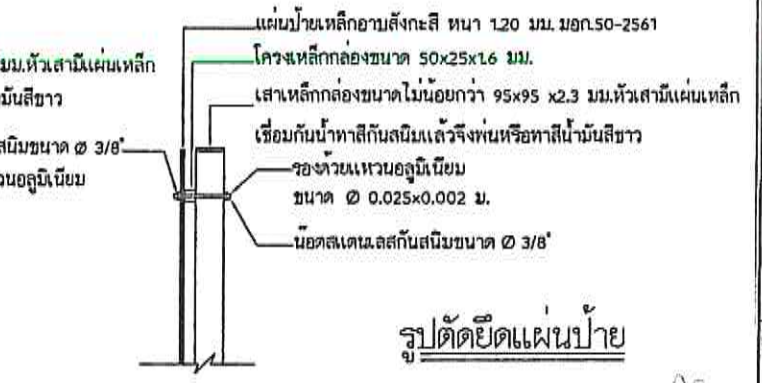 แผ่นป้ายเหล็กอาบสังกะสี หนา 1.20 มม. มอก.50-2561
มม.หัวเสามีแผ่นเหล็ก
โครงเหล็กกล่องขนาด 50x25x1.6 มม.
น้ำมันสีขาว
เสาเหล็กกล่องขนาดไม่น้อยกว่า 95x95 x2.3 มม.หัวเสามีแผ่นเหล็ก
เชื่อมกันน้ำทาสีกันสนิมแล้วจึงพ่นหรือทาสีน้ำมันสีขาว
สนิมขนาด Ø 3/8"
วนอลูมิเนียม
รองด้วยแหวนอลูมิเนียม
ขนาด Ø 0.025x0.002 ม.
น๊อตสแตนเลสกันสนิมขนาด Ø 3/8"
รูปตัดยึดแผ่นป้าย